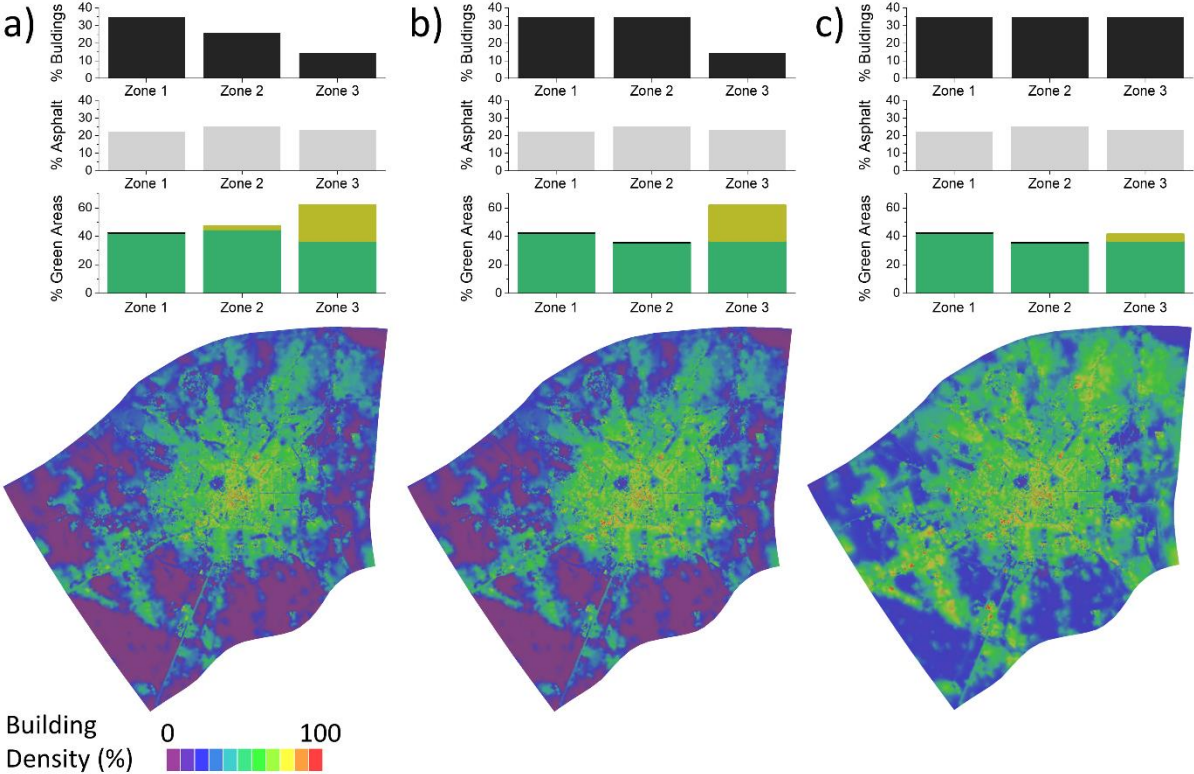 a)
% Buldings
40
30
20
10
0
Zone 1 Zone 2 Zone 3
% Asphalt
40
30
20
10
0
Zone 1 Zone 2 Zone 3
% Green Areas
60
40
20
0
Zone 1 Zone 2 Zone 3
b)
% Buildings
40
30
20
10
0
Zone 1 Zone 2 Zone 3
% Asphalt
40
30
20
10
0
Zone 1 Zone 2 Zone 3
% Green Areas
60
40
20
0
Zone 1 Zone 2 Zone 3
c)
% Buildings
40
30
20
10
0
Zone 1 Zone 2 Zone 3
% Asphalt
40
30
20
10
0
Zone 1 Zone 2 Zone 3
% Green Areas
60
40
20
0
Zone 1 Zone 2 Zone 3
Building
Density (%)
0 100